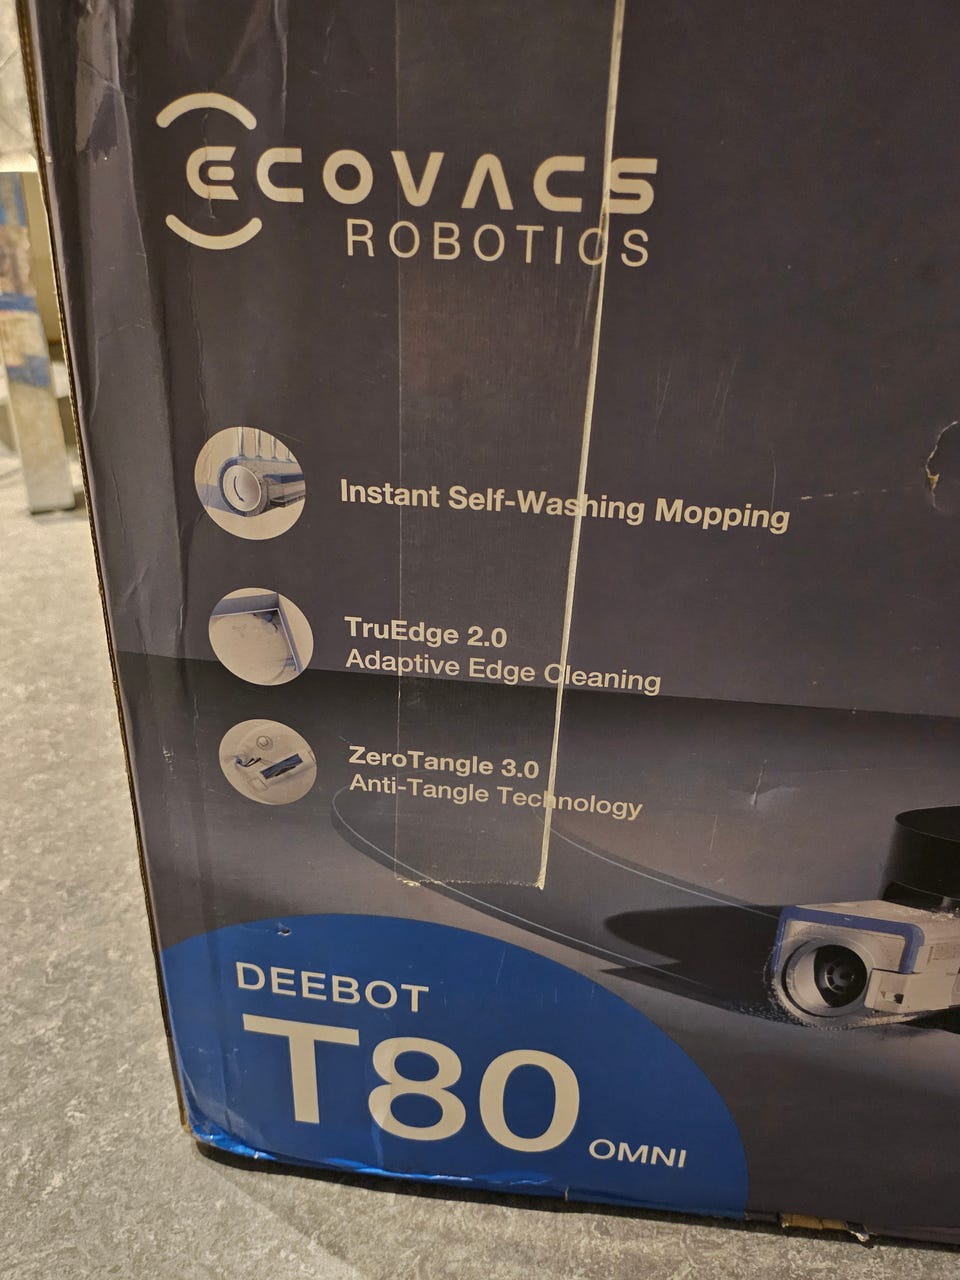 ECOVACS
ROBOTICS
Instant Self-Washing Mopping
TruEdge 2.0
Adaptive Edge Cleaning
ZeroTangle 3.0
Anti-Tangle Technology
DEEBOT
T80 OMNI